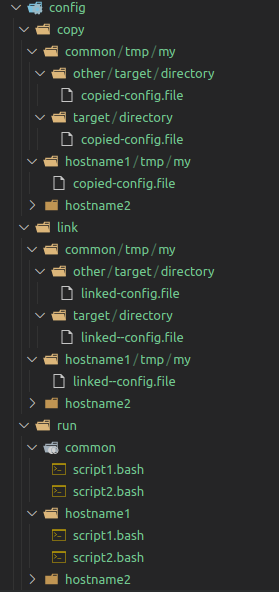 config
copy
common/tmp/my
other/target/directory
copied-config.file
target/directory
copied-config.file
hostname1/tmp/my
copied-config.file
hostname2
link
common/tmp/my
other/target/directory
linked-config.file
target/directory
linked--config.file
hostname1/tmp/my
linked--config.file
hostname2
run
common
script1.bash
script2.bash
hostname1
script1.bash
script2.bash
hostname2